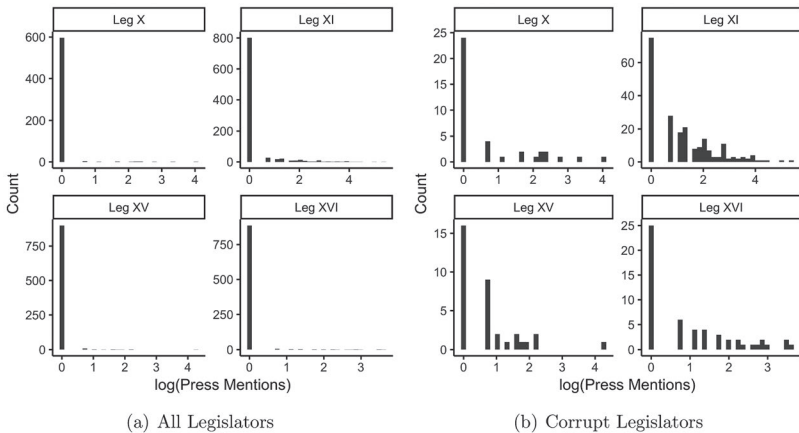 Leg X
Leg XI
600
400
200
0
0 1 2 3 4
800
600
400
200
0
0 2 4
Leg XV
Leg XVI
750
500
250
0
0 1 2 3 4
750
500
250
0
0 1 2 3
Count
log(Press Mentions)
(a) All Legislators
Leg X
Leg XI
25
20
15
10
5
0
0 1 2 3 4
60
40
20
0
0 2 4
Leg XV
Leg XVI
15
10
5
0
0 1 2 3 4
25
20
15
10
5
0
0 1 2 3
Count
log(Press Mentions)
(b) Corrupt Legislators